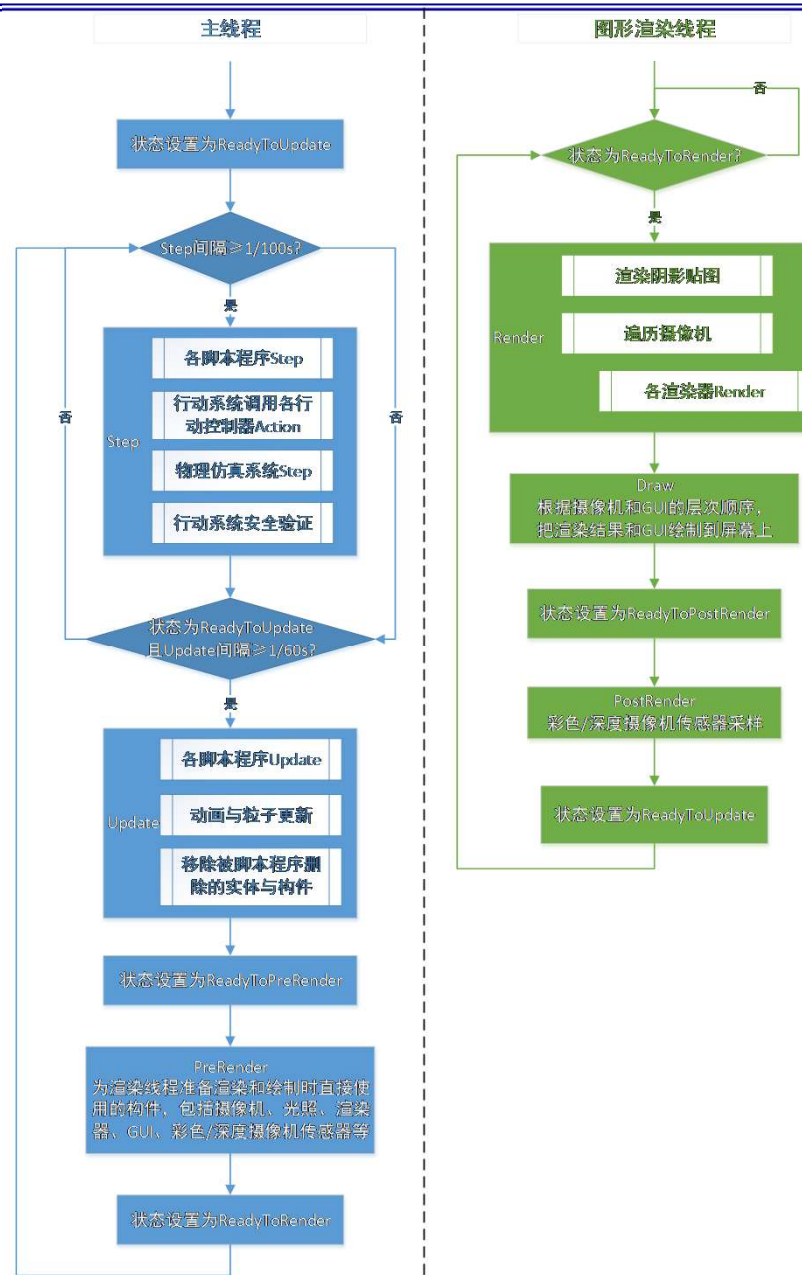 主线程
状态设置为ReadyToUpdate
Step间隔≥1/100s?
是
否
否
Step
各脚本程序Step
行动系统调用各行
动控制器Action
物理仿真系统Step
行动系统安全验证
状态为ReadyToUpdate
且Update间隔≥1/60s?
是
Update
各脚本程序Update
动画与粒子更新
移除被脚本程序删
除的实体与构件
状态设置为ReadyToPreRender
PreRender
为渲染线程准备渲染和绘制时直接使
用的构件，包括摄像机、光照、渲染
器、GUI、彩色/深度摄像机传感器等
状态设置为ReadyToRender
图形渲染线程
否
状态为ReadyToRender?
是
Render
渲染阴影贴图
遍历摄像机
各渲染器Render
Draw
根据摄像机和GUI的层次顺序，
把渲染结果和GUI绘制到屏幕上
状态设置为ReadyToPostRender
PostRender
彩色/深度摄像机传感器采样
状态设置为ReadyToUpdate